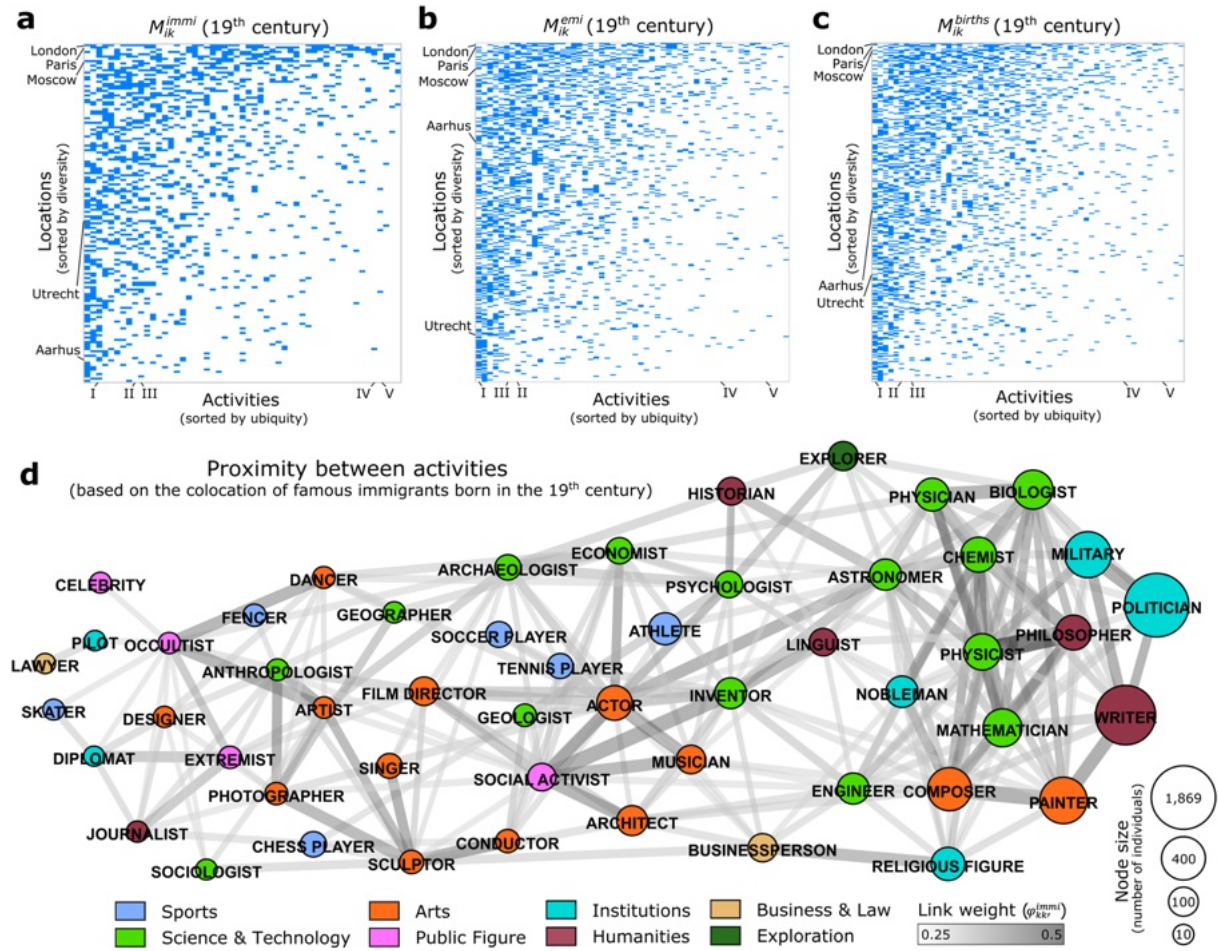 a
M_ik^immi (19th century)
London
Paris
Moscow
Utrecht
Aarhus
Locations
(sorted by diversity)
I II III IV V
Activities
(sorted by ubiquity)
b
M_ik^emi (19th century)
London
Paris
Moscow
Aarhus
Utrecht
Locations
(sorted by diversity)
I III II IV V
Activities
(sorted by ubiquity)
c
M_ik^births (19th century)
London
Paris
Moscow
Aarhus
Utrecht
Locations
(sorted by diversity)
I II III IV V
Activities
(sorted by ubiquity)
d
Proximity between activities
(based on the colocation of famous immigrants born in the 19th century)
EXPLORER
HISTORIAN
PHYSICIAN
BIOLOGIST
ECONOMIST
CHEMIST
MILITARY
CELEBRITY
DANCER
ARCHAEOLOGIST
PSYCHOLOGIST
ASTRONOMER
POLITICIAN
FENCER
GEOGRAPHER
PILOT
OCCULTIST
SOCCER PLAYER
ATHLETE
LINGUIST
PHILOSOPHER
LAWYER
ANTHROPOLOGIST
TENNIS PLAYER
PHYSICIST
FILM DIRECTOR
INVENTOR
NOBLEMAN
SKATER
DESIGNER
ARTIST
GEOLOGIST
ACTOR
WRITER
MATHEMATICIAN
DIPLOMAT
EXTREMIST
SINGER
SOCIAL ACTIVIST
MUSICIAN
PHOTOGRAPHER
ENGINEER
COMPOSER
PAINTER
JOURNALIST
CHESS PLAYER
CONDUCTOR
ARCHITECT
BUSINESSPERSON
SOCIOLOGIST
SCULPTOR
RELIGIOUS FIGURE
Sports
Arts
Institutions
Business & Law
Science & Technology
Public Figure
Humanities
Exploration
Link weight (φ_kk'^immi)
0.25 0.5
Node size
(number of individuals)
1,869
400
100
10